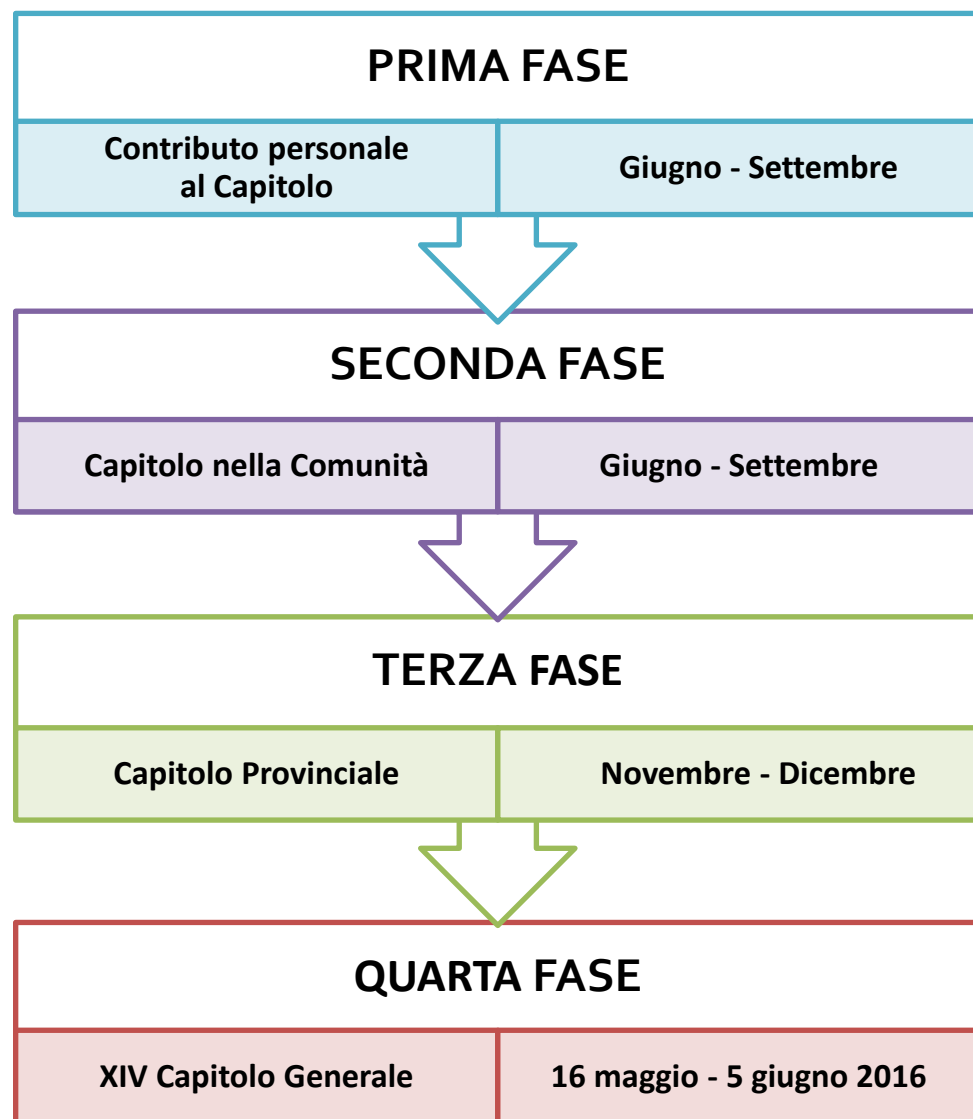 PRIMA FASE
Contributo personale
al Capitolo
Giugno - Settembre
SECONDA FASE
Capitolo nella Comunità
Giugno - Settembre
TERZA FASE
Capitolo Provinciale
Novembre - Dicembre
QUARTA FASE
XIV Capitolo Generale
16 maggio - 5 giugno 2016